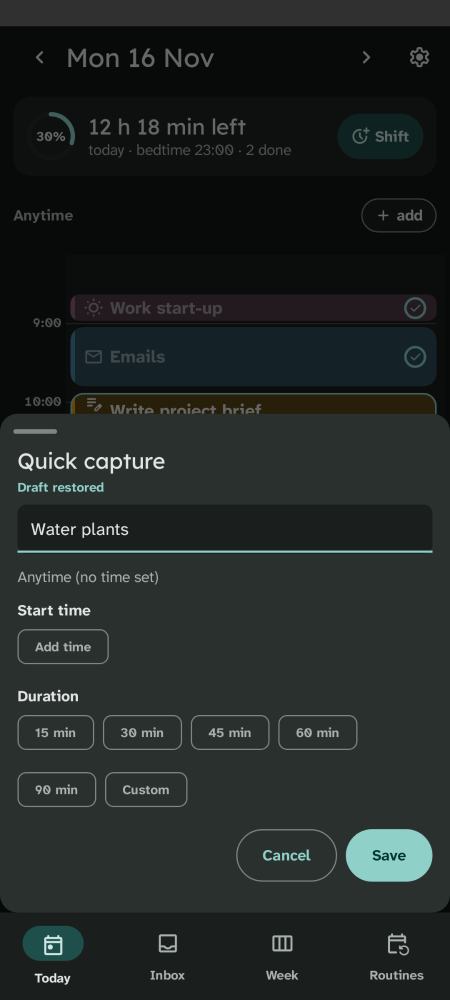 Mon 16 Nov
30%
12 h 18 min left
Shift
today · bedtime 23:00 · 2 done
Anytime
add
Work start-up
9:00
Emails
10:00
Write project brief
Quick capture
Draft restored
Water plants
Anytime (no time set)
Start time
Add time
Duration
15 min 30 min 45 min 60 min
90 min Custom
Cancel Save
Today Inbox Week Routines